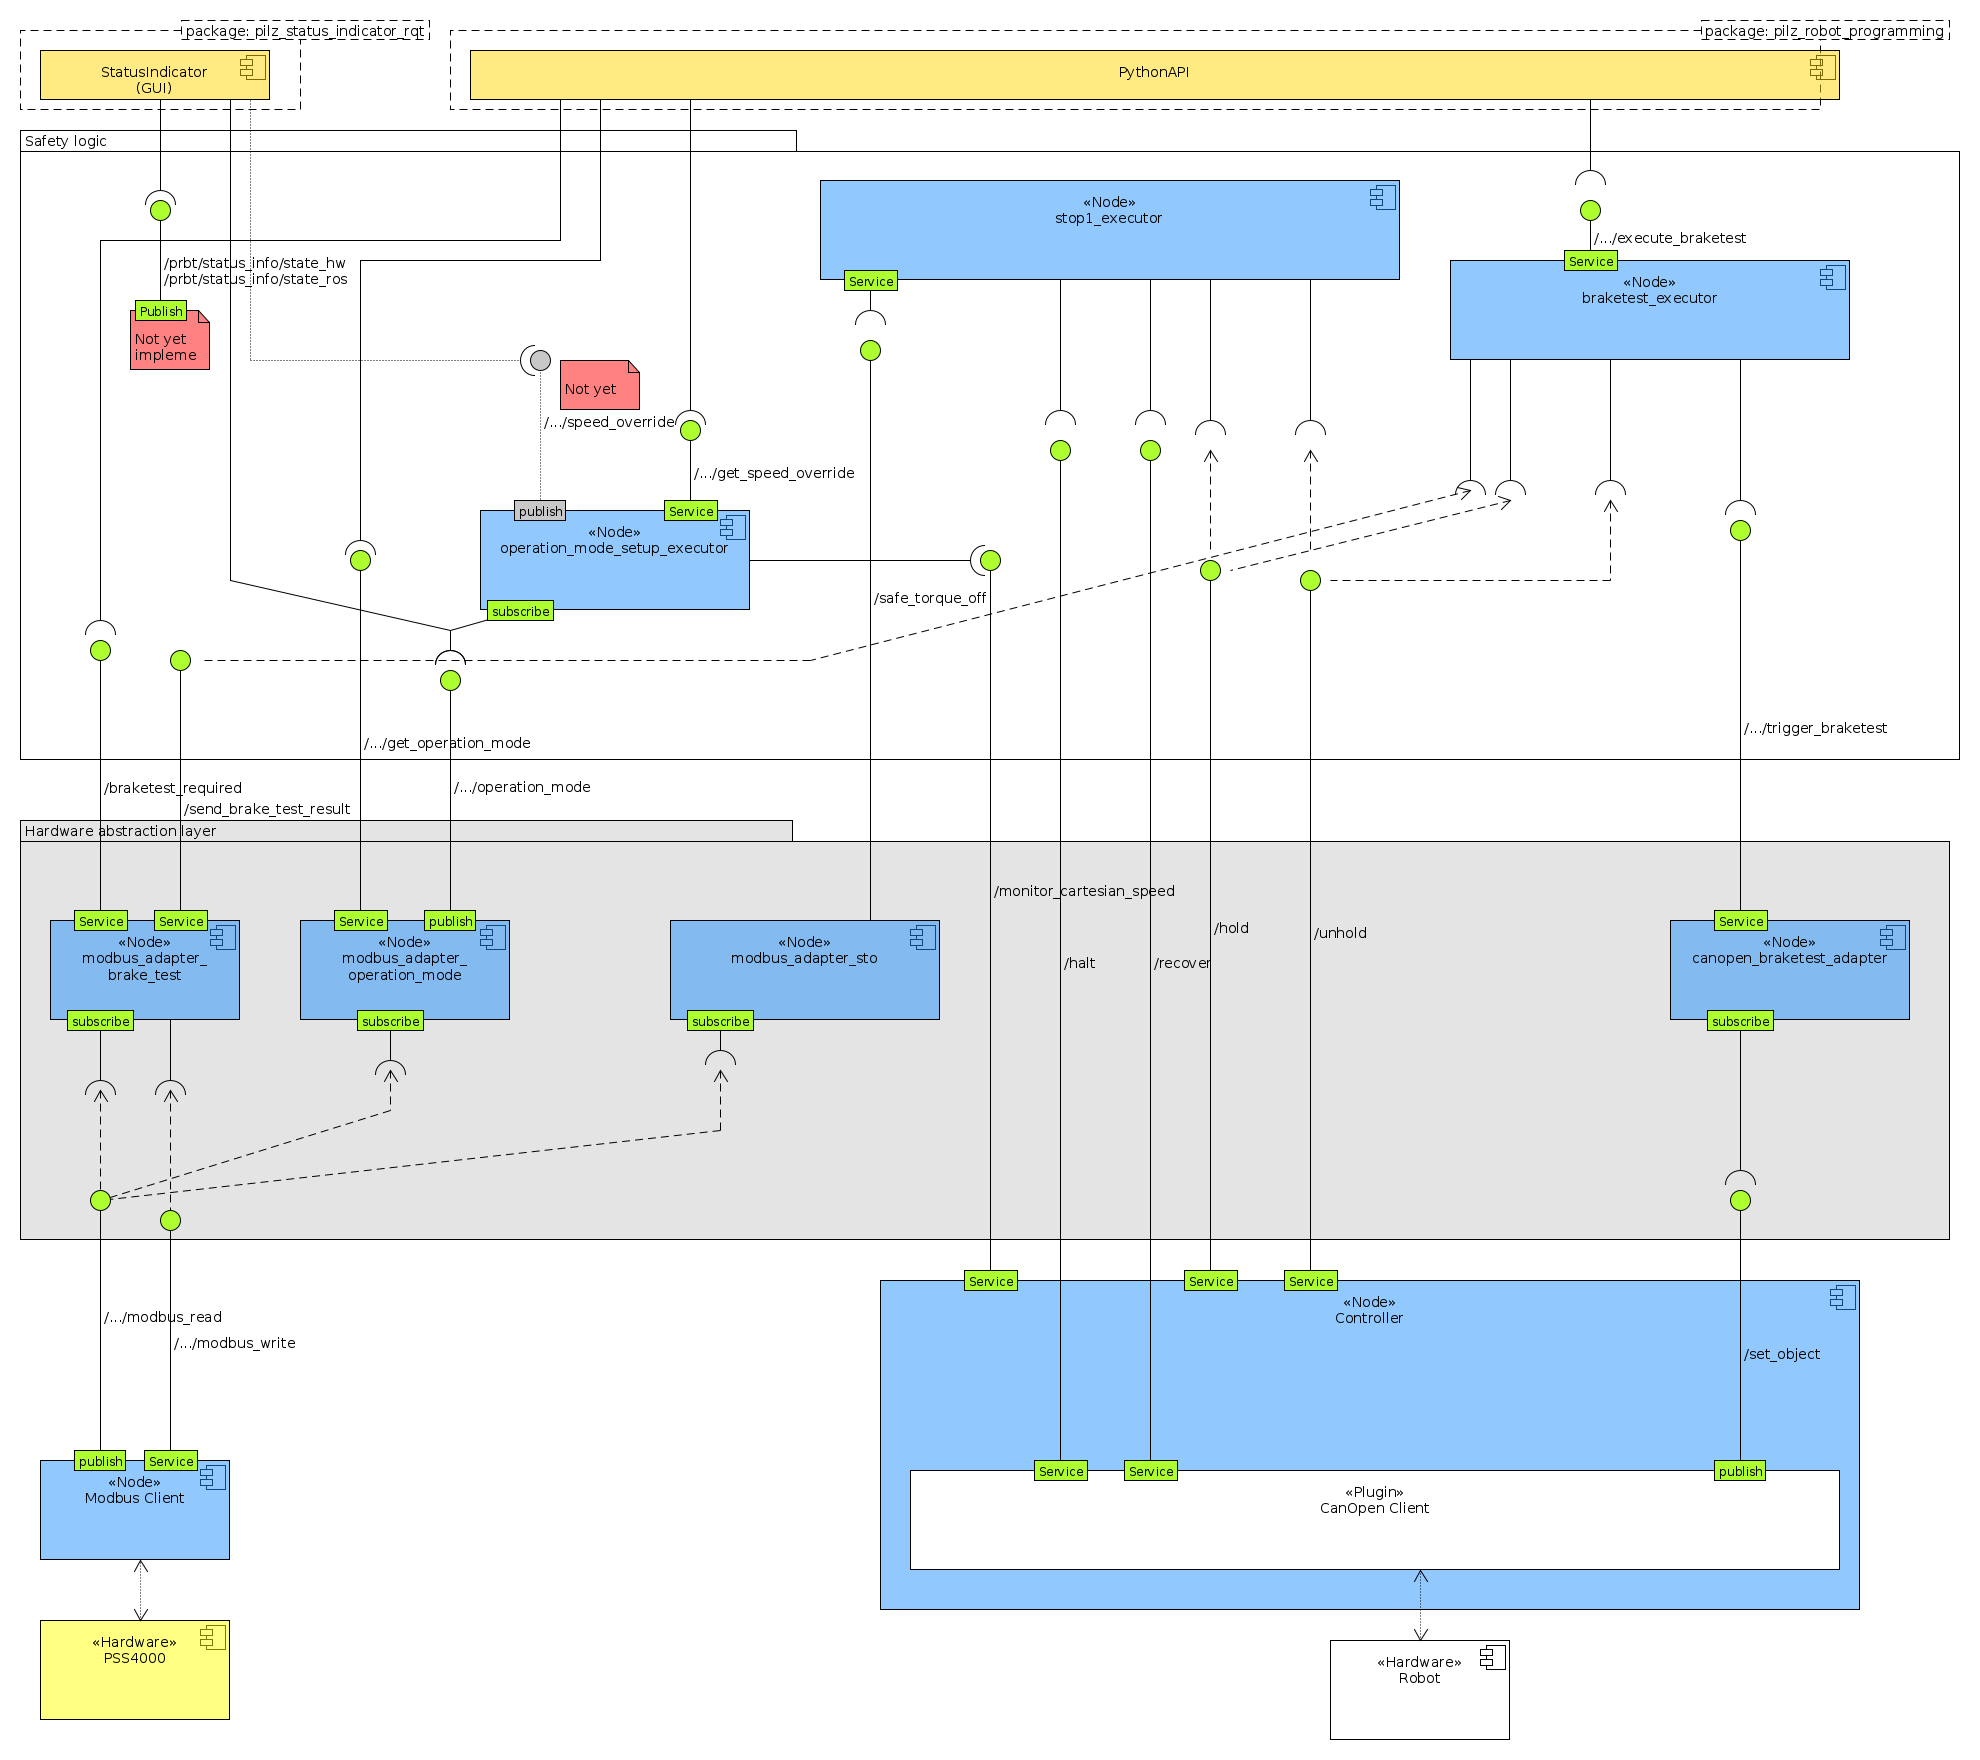 package: pilz_status_indicator_rqt
package: pilz_robot_programming
StatusIndicator
(GUI)
PythonAPI
Safety logic
«Node»
stop1_executor
Service
/.../execute_braketest
Service
«Node»
braketest_executor
/prbt/status_info/state_hw
/prbt/status_info/state_ros
Publish
Not yet
impleme
Not yet
/.../speed_override
/.../get_speed_override
publish
Service
«Node»
operation_mode_setup_executor
subscribe
/safe_torque_off
/.../get_operation_mode
/.../trigger_braketest
/braketest_required
/.../operation_mode
/send_brake_test_result
Hardware abstraction layer
/monitor_cartesian_speed
/hold
/unhold
/halt
/recover
Service
Service
«Node»
modbus_adapter_
brake_test
subscribe
Service
publish
«Node»
modbus_adapter_
operation_mode
subscribe
«Node»
modbus_adapter_sto
subscribe
Service
«Node»
canopen_braketest_adapter
subscribe
Service
Service
Service
«Node»
Controller
/.../modbus_read
/.../modbus_write
/set_object
publish
Service
«Node»
Modbus Client
Service
Service
publish
«Plugin»
CanOpen Client
«Hardware»
PSS4000
«Hardware»
Robot